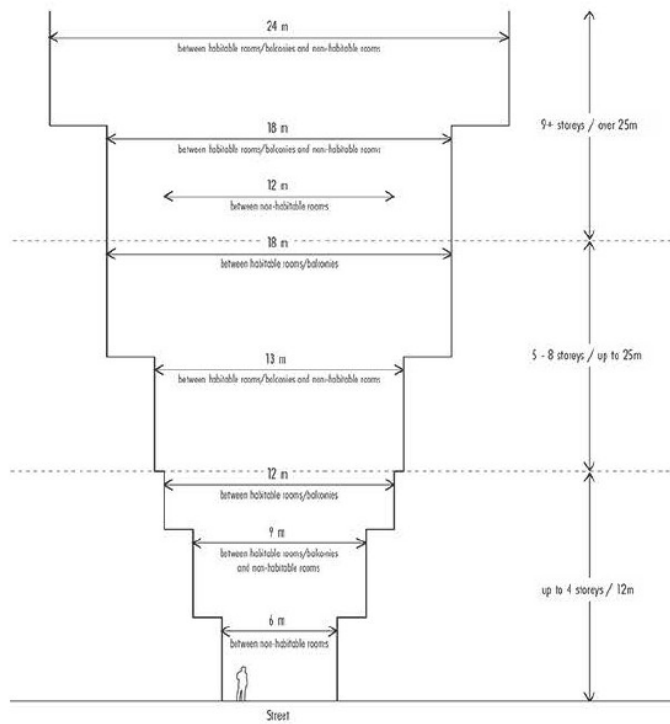 24 m
between habitable rooms/balconies and non-habitable rooms
18 m
between habitable rooms/balconies and non-habitable rooms
9+ storeys / over 25m
12 m
between non-habitable rooms
18 m
between habitable rooms/balconies
13 m
between habitable rooms/balconies and non-habitable rooms
5 - 8 storeys / up to 25m
12 m
between habitable rooms/balconies
9 m
between habitable rooms/balconies
and non-habitable rooms
up to 4 storeys / 12m
6 m
between non-habitable rooms
Street